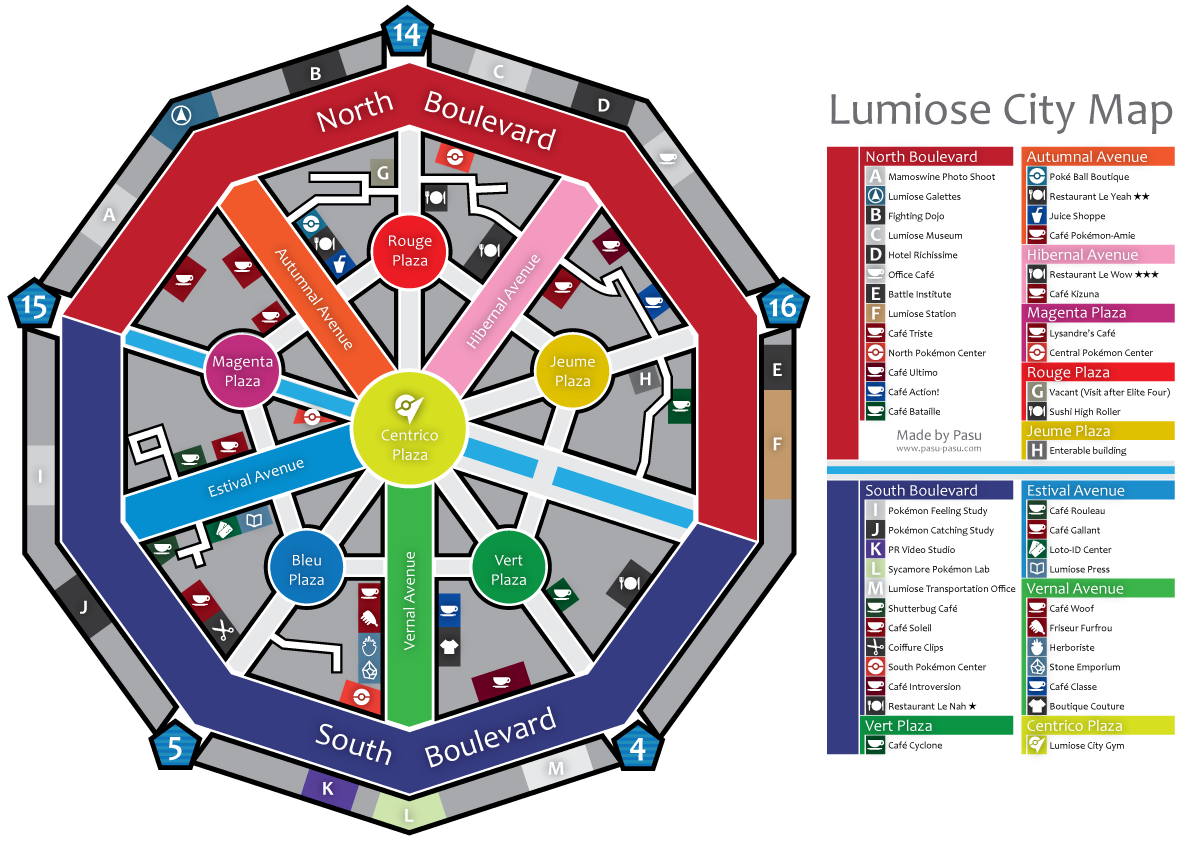 14
B
C
D
A
15
16
North Boulevard
G
Rouge
Plaza
Autumnal Avenue
Hibernal Avenue
Magenta
Plaza
Jeume
Plaza
H
E
F
Centrico
Plaza
I
Estival Avenue
Bleu
Plaza
Vert
Plaza
Vernal Avenue
J
South Boulevard
5
4
K
L
M
Lumiose City Map
North Boulevard
A Mamoswine Photo Shoot
Lumiose Galettes
B Fighting Dojo
C Lumiose Museum
D Hotel Richissime
Office Café
E Battle Institute
F Lumiose Station
Café Triste
North Pokémon Center
Café Ultimo
Café Action!
Café Bataille
Made by Pasu
www.pasu-pasu.com
Autumnal Avenue
Poké Ball Boutique
Restaurant Le Yeah ★★
Juice Shoppe
Café Pokémon-Amie
Hibernal Avenue
Restaurant Le Wow ★★★
Café Kizuna
Magenta Plaza
Lysandre's Café
Central Pokémon Center
Rouge Plaza
G Vacant (Visit after Elite Four)
Sushi High Roller
Jeume Plaza
H Enterable building
South Boulevard
I Pokémon Feeling Study
J Pokémon Catching Study
K PR Video Studio
L Sycamore Pokémon Lab
M Lumiose Transportation Office
Shutterbug Café
Café Soleil
Coiffure Clips
South Pokémon Center
Café Introversion
Restaurant Le Nah ★
Vert Plaza
Café Cyclone
Estival Avenue
Café Rouleau
Café Gallant
Loto-ID Center
Lumiose Press
Vernal Avenue
Café Woof
Friseur Furfrou
Herboriste
Stone Emporium
Café Classe
Boutique Couture
Centrico Plaza
Lumiose City Gym